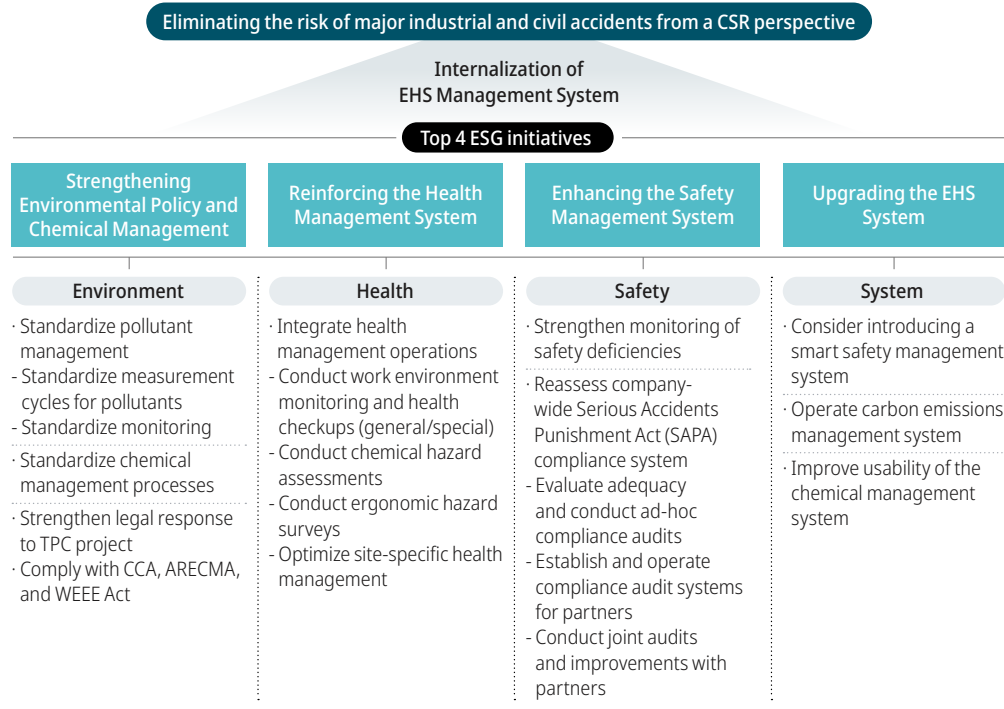 Eliminating the risk of major industrial and civil accidents from a CSR perspective
Internalization of
EHS Management System
Top 4 ESG initiatives
Strengthening
Environmental Policy and
Chemical Management
Environment
· Standardize pollutant
management
- Standardize measurement
cycles for pollutants
- Standardize monitoring
· Standardize chemical
management processes
· Strengthen legal response
to TPC project
· Comply with CCA, ARECMA,
and WEEE Act
Reinforcing the Health
Management System
Health
· Integrate health
management operations
- Conduct work environment
monitoring and health
checkups (general/special)
- Conduct chemical hazard
assessments
- Conduct ergonomic hazard
surveys
- Optimize site-specific health
management
Enhancing the Safety
Management System
Safety
· Strengthen monitoring of
safety deficiencies
· Reassess company-
wide Serious Accidents
Punishment Act (SAPA)
compliance system
- Evaluate adequacy
and conduct ad-hoc
compliance audits
- Establish and operate
compliance audit systems
for partners
- Conduct joint audits
and improvements with
partners
Upgrading the EHS
System
System
· Consider introducing a
smart safety management
system
· Operate carbon emissions
management system
· Improve usability of the
chemical management
system